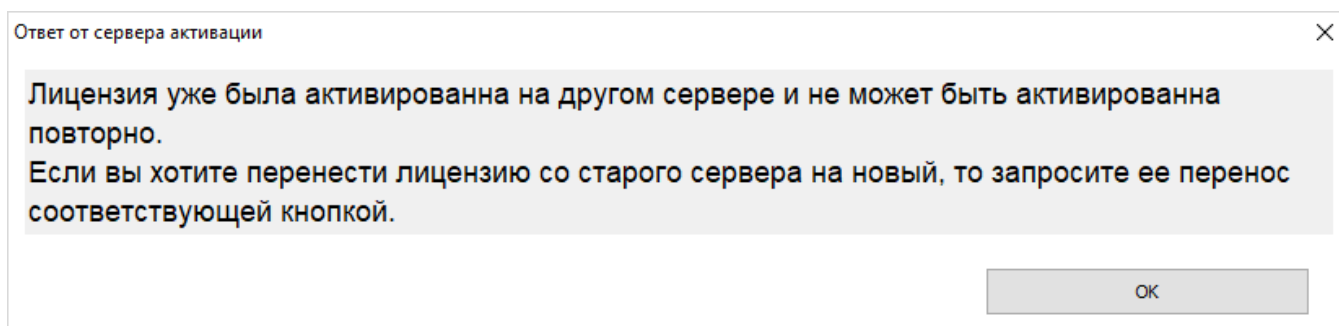 Ответ от сервера активации
Лицензия уже была активированна на другом сервере и не может быть активированна
повторно.
Если вы хотите перенести лицензию со старого сервера на новый, то запросите ее перенос
соответствующей кнопкой.
ОК